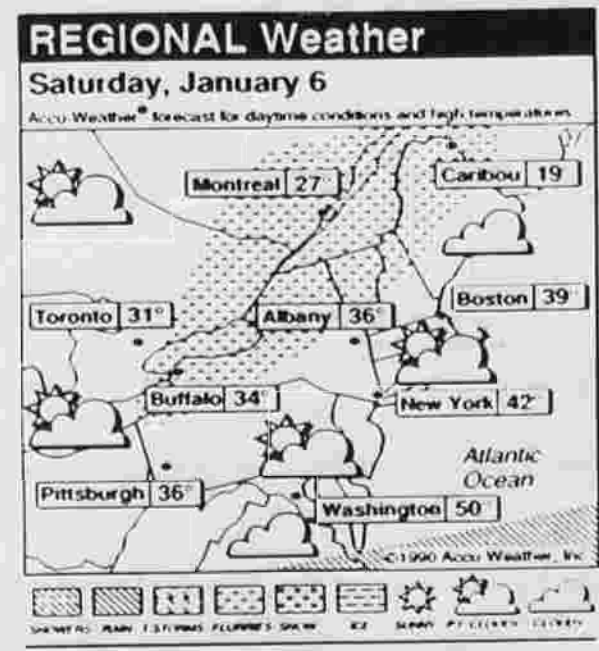 REGIONAL Weather
Saturday, January 6
Accu-Weather® forecast for daytime conditions and high temperatures
Montreal 27°
Caribou 19°
Toronto 31°
Albany 36°
Boston 39°
Buffalo 34°
New York 42°
Atlantic
Ocean
Pittsburgh 36°
Washington 50°
©1990 Accu-Weather, Inc.
SHOWERS RAIN T-STORMS FLURRIES SNOW ICE SUNNY PT. CLOUDY CLOUDY